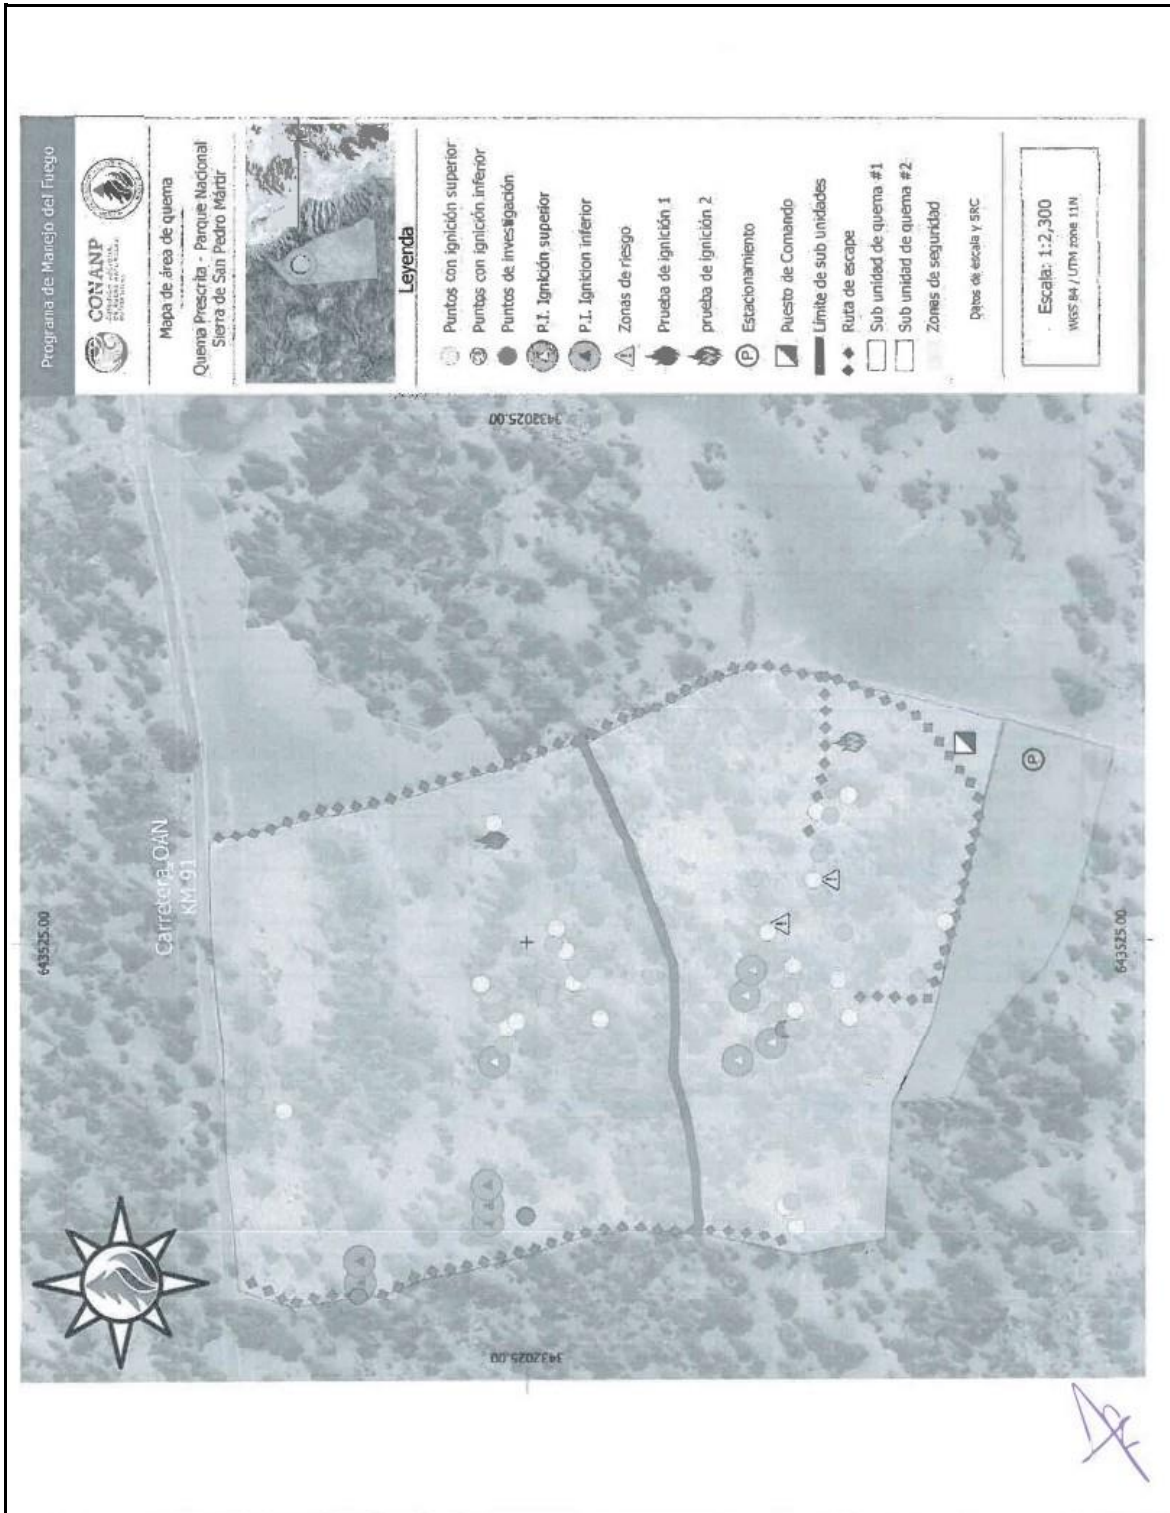 Programa de Manejo del Fuego
CONANP
Mapa de área de quema
Quema Prescrita - Parque Nacional
Sierra de San Pedro Mártir
Leyenda
Puntos con ignición superior
Puntos con ignición inferior
Puntos de investigación
P.I. Ignición superior
P.I. Ignicion inferior
Zonas de riesgo
Prueba de ignición 1
prueba de ignición 2
P Estacionamiento
Puesto de Comando
Límite de sub unidades
Ruta de escape
Sub unidad de quema #1
Sub unidad de quema #2
Zonas de seguridad
Datos de escala y SRC
Escala: 1:2,300
WGS 84 / UTM zone 11N
643525.00
Carretera OAN
KM 91
3432025.00
3432025.00
P
643525.00